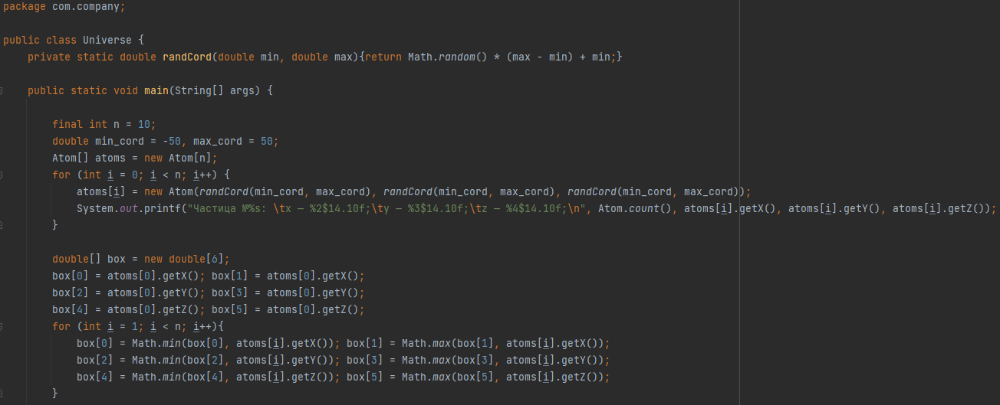 package com.company;
public class Universe {
private static double randCord(double min, double max){return Math.random() * (max - min) + min;}
public static void main(String[] args) {
final int n = 10;
double min_cord = -50, max_cord = 50;
Atom[] atoms = new Atom[n];
for (int i = 0; i < n; i++) {
atoms[i] = new Atom(randCord(min_cord, max_cord), randCord(min_cord, max_cord), randCord(min_cord, max_cord));
System.out.printf("Частица №%s: \tx — %2$14.10f;\ty — %3$14.10f;\tz — %4$14.10f;\n", Atom.count(), atoms[i].getX(), atoms[i].getY(), atoms[i].getZ());
}
double[] box = new double[6];
box[0] = atoms[0].getX(); box[1] = atoms[0].getX();
box[2] = atoms[0].getY(); box[3] = atoms[0].getY();
box[4] = atoms[0].getZ(); box[5] = atoms[0].getZ();
for (int i = 1; i < n; i++){
box[0] = Math.min(box[0], atoms[i].getX()); box[1] = Math.max(box[1], atoms[i].getX());
box[2] = Math.min(box[2], atoms[i].getY()); box[3] = Math.max(box[3], atoms[i].getY());
box[4] = Math.min(box[4], atoms[i].getZ()); box[5] = Math.max(box[5], atoms[i].getZ());
}